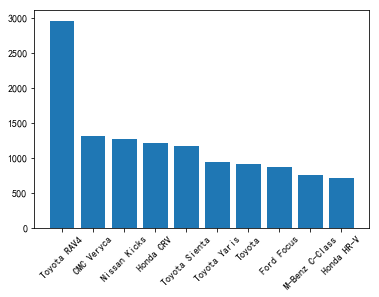 3000
2500
2000
1500
1000
500
0
Toyota RAV4
CMC Veryca
Nissan Kicks
Honda CRV
Toyota Sienta
Toyota Yaris
Toyota
Ford Focus
M-Benz C-Class
Honda HR-V